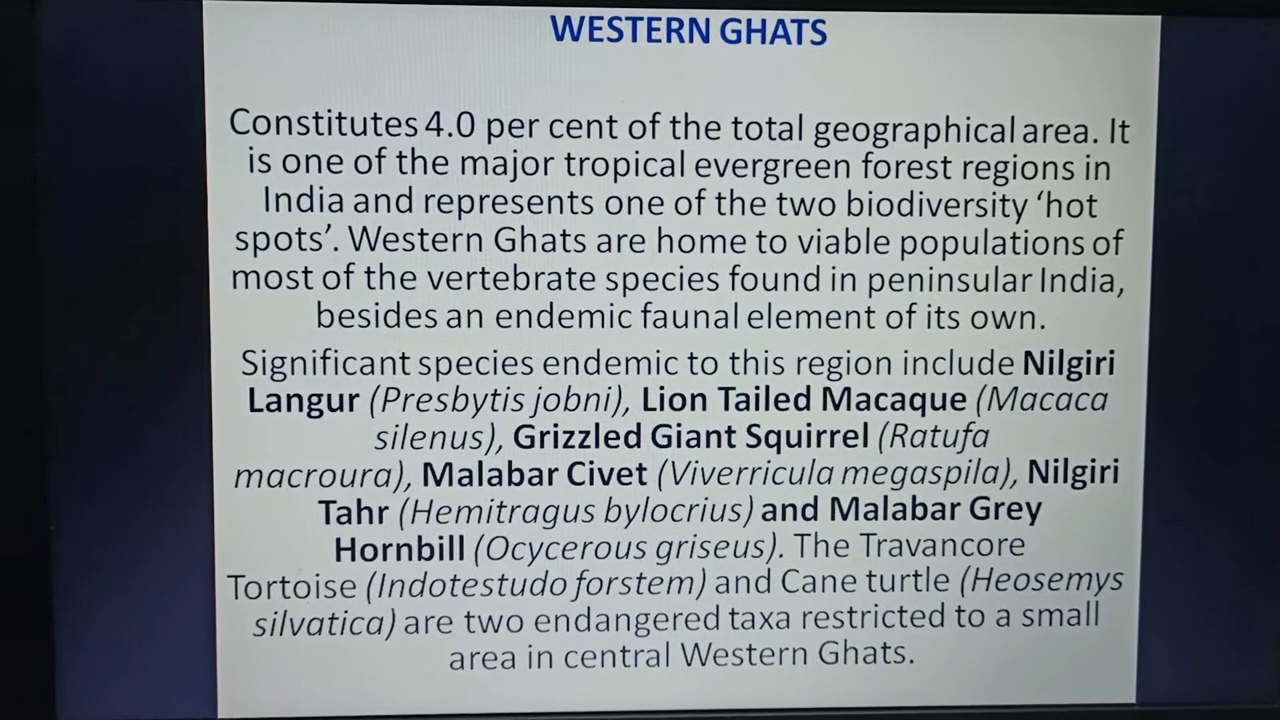 WESTERN GHATS
Constitutes 4.0 per cent of the total geographical area. It
is one of the major tropical evergreen forest regions in
India and represents one of the two biodiversity ‘hot
spots’. Western Ghats are home to viable populations of
most of the vertebrate species found in peninsular India,
besides an endemic faunal element of its own.
Significant species endemic to this region include Nilgiri
Langur (Presbytis jobni), Lion Tailed Macaque (Macaca
silenus), Grizzled Giant Squirrel (Ratufa
macroura), Malabar Civet (Viverricula megaspila), Nilgiri
Tahr (Hemitragus bylocrius) and Malabar Grey
Hornbill (Ocycerous griseus). The Travancore
Tortoise (Indotestudo forstem) and Cane turtle (Heosemys
silvatica) are two endangered taxa restricted to a small
area in central Western Ghats.